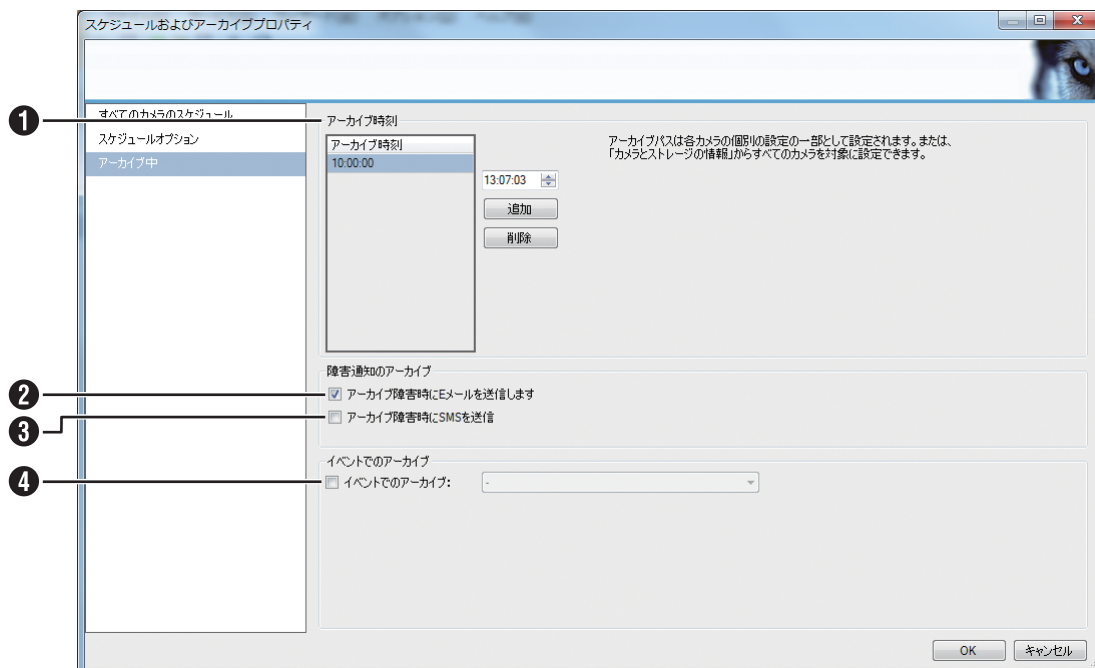 スケジュールおよびアーカイブプロパティ
すべてのカメラのスケジュール
スケジュールオプション
アーカイブ中
❶
アーカイブ時刻
アーカイブ時刻
10:00:00
13:07:03
追加
削除
アーカイブパスは各カメラの個別の設定の一部として設定されます。または、
「カメラとストレージの情報」からすべてのカメラを対象に設定できます。
障害通知のアーカイブ
❷
アーカイブ障害時にEメールを送信します
❸
アーカイブ障害時にSMSを送信
イベントでのアーカイブ
❹
イベントでのアーカイブ:
-
OK
キャンセル